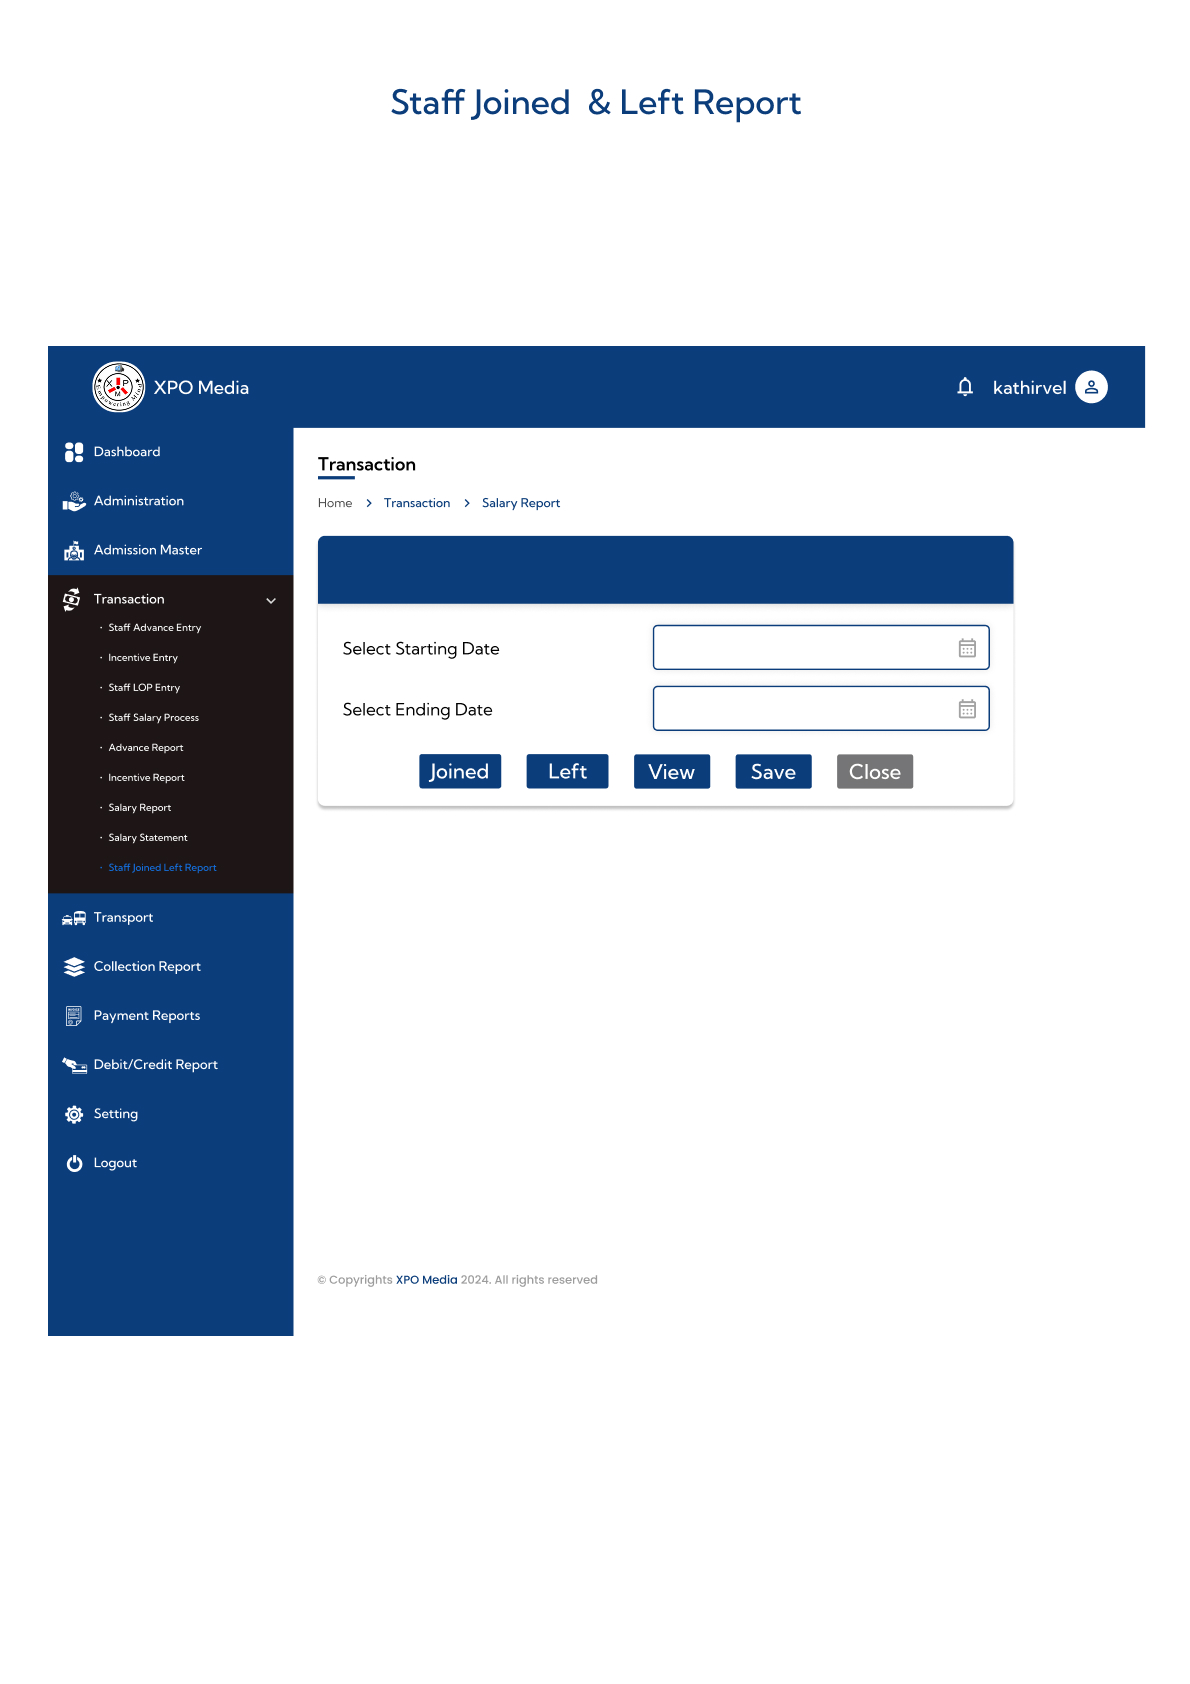 Staff Joined & Left Report
XPO Media
kathirvel
Dashboard
Administration
Admission Master
Transaction
Staff Advance Entry
Incentive Entry
Staff LOP Entry
Staff Salary Process
Advance Report
Incentive Report
Salary Report
Salary Statement
Staff Joined Left Report
Transport
Collection Report
Payment Reports
Debit/Credit Report
Setting
Logout
Transaction
Home > Transaction > Salary Report
Select Starting Date
Select Ending Date
Joined Left View Save Close
© Copyrights XPO Media 2024. All rights reserved